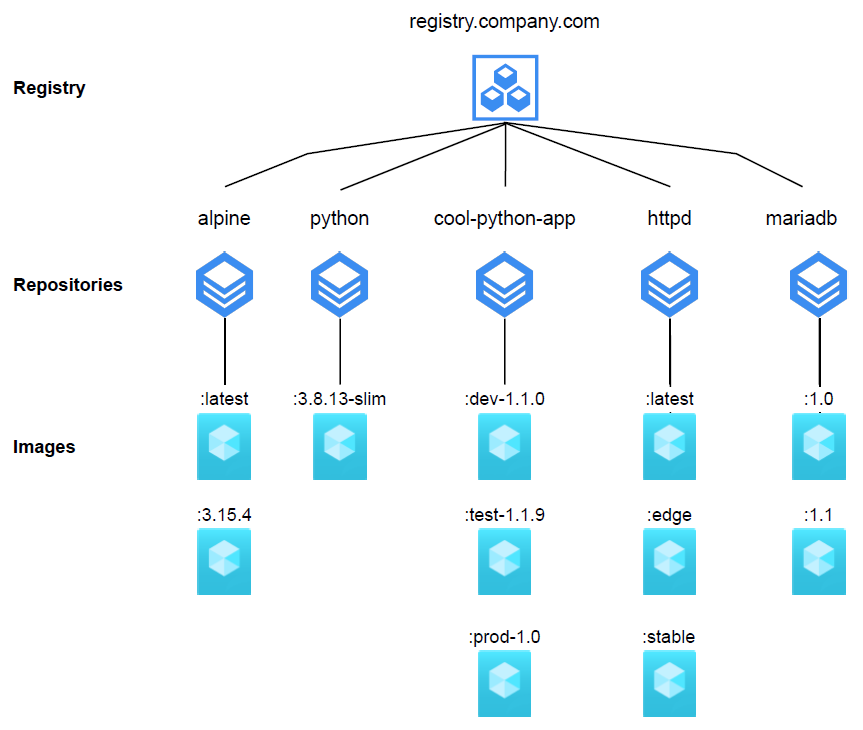 registry.company.com
Registry
alpine python cool-python-app httpd mariadb
Repositories
:latest :3.8.13-slim :dev-1.1.0 :latest :1.0
Images
:3.15.4 :test-1.1.9 :edge :1.1
:prod-1.0 :stable